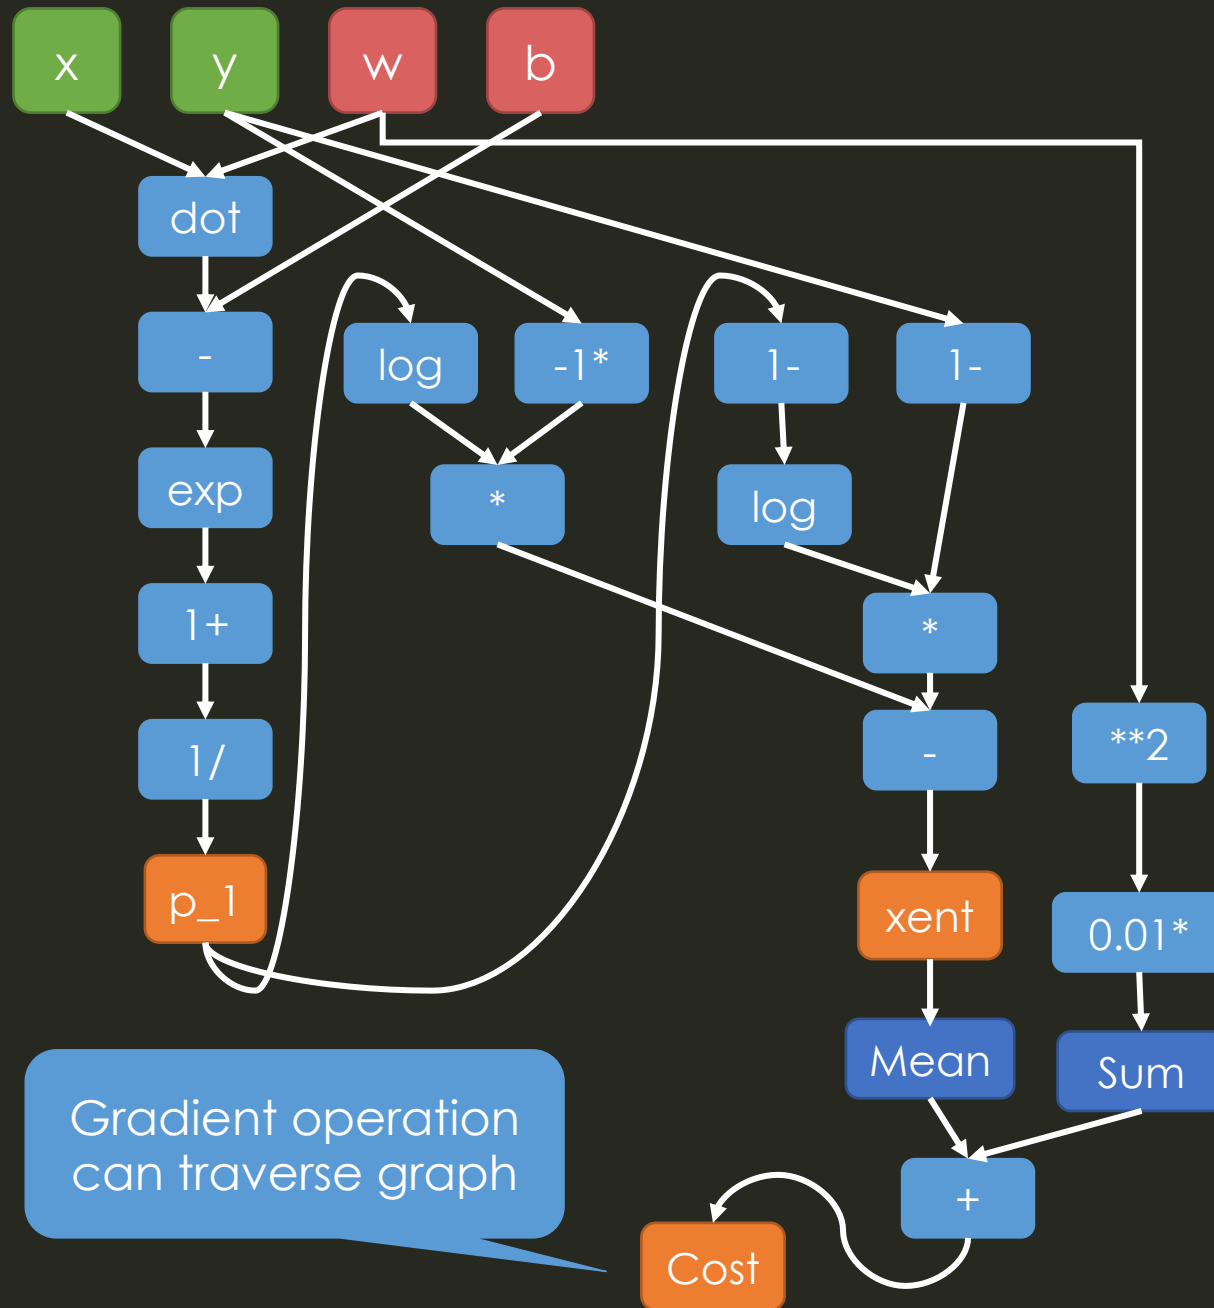 x
y
w
b
dot
-
log
-1*
1-
1-
exp
*
log
1+
*
1/
-
**2
p_1
xent
0.01*
Mean
Sum
Gradient operation
can traverse graph
+
Cost